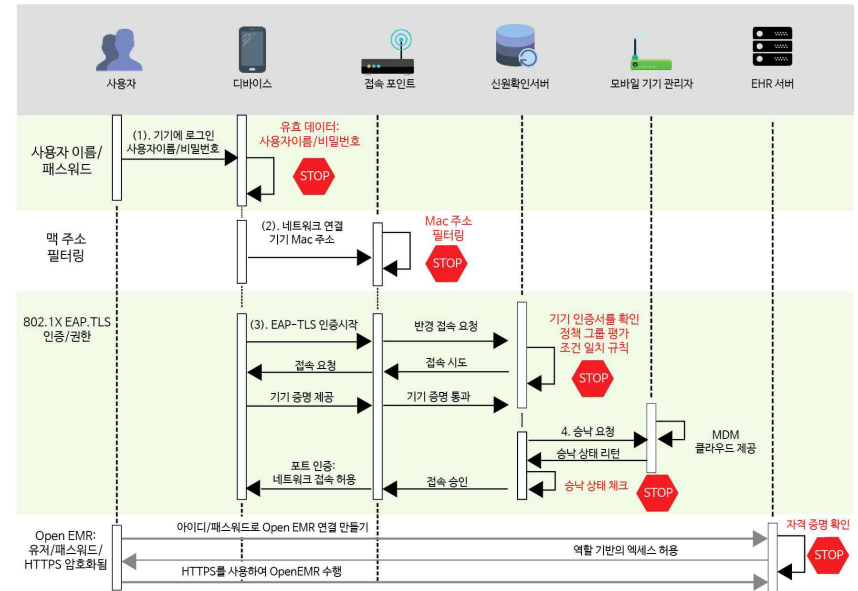 사용자
디바이스
접속 포인트
신원확인서버
모바일 기기 관리자
EHR 서버
사용자 이름/
패스워드
(1). 기기에 로그인
사용자이름/비밀번호
유효 데이터:
사용자이름/비밀번호
STOP
맥 주소
필터링
(2). 네트워크 연결
기기 Mac 주소
Mac 주소
필터링
STOP
802.1X EAP.TLS
인증/권한
(3). EAP-TLS 인증시작
반경 접속 요청
기기 인증서를 확인
정책 그룹 평가
조건 일치 규칙
STOP
접속 요청
접속 시도
기기 증명 제공
기기 증명 통과
4. 승낙 요청
MDM
클라우드 제공
승낙 상태 리턴
포트 인증:
네트워크 접속 허용
접속 승인
승낙 상태 체크
STOP
Open EMR:
유저/패스워드/
HTTPS 암호화됨
아이디/패스워드로 Open EMR 연결 만들기
자격 증명 확인
STOP
역할 기반의 엑세스 허용
HTTPS를 사용하여 OpenEMR 수행